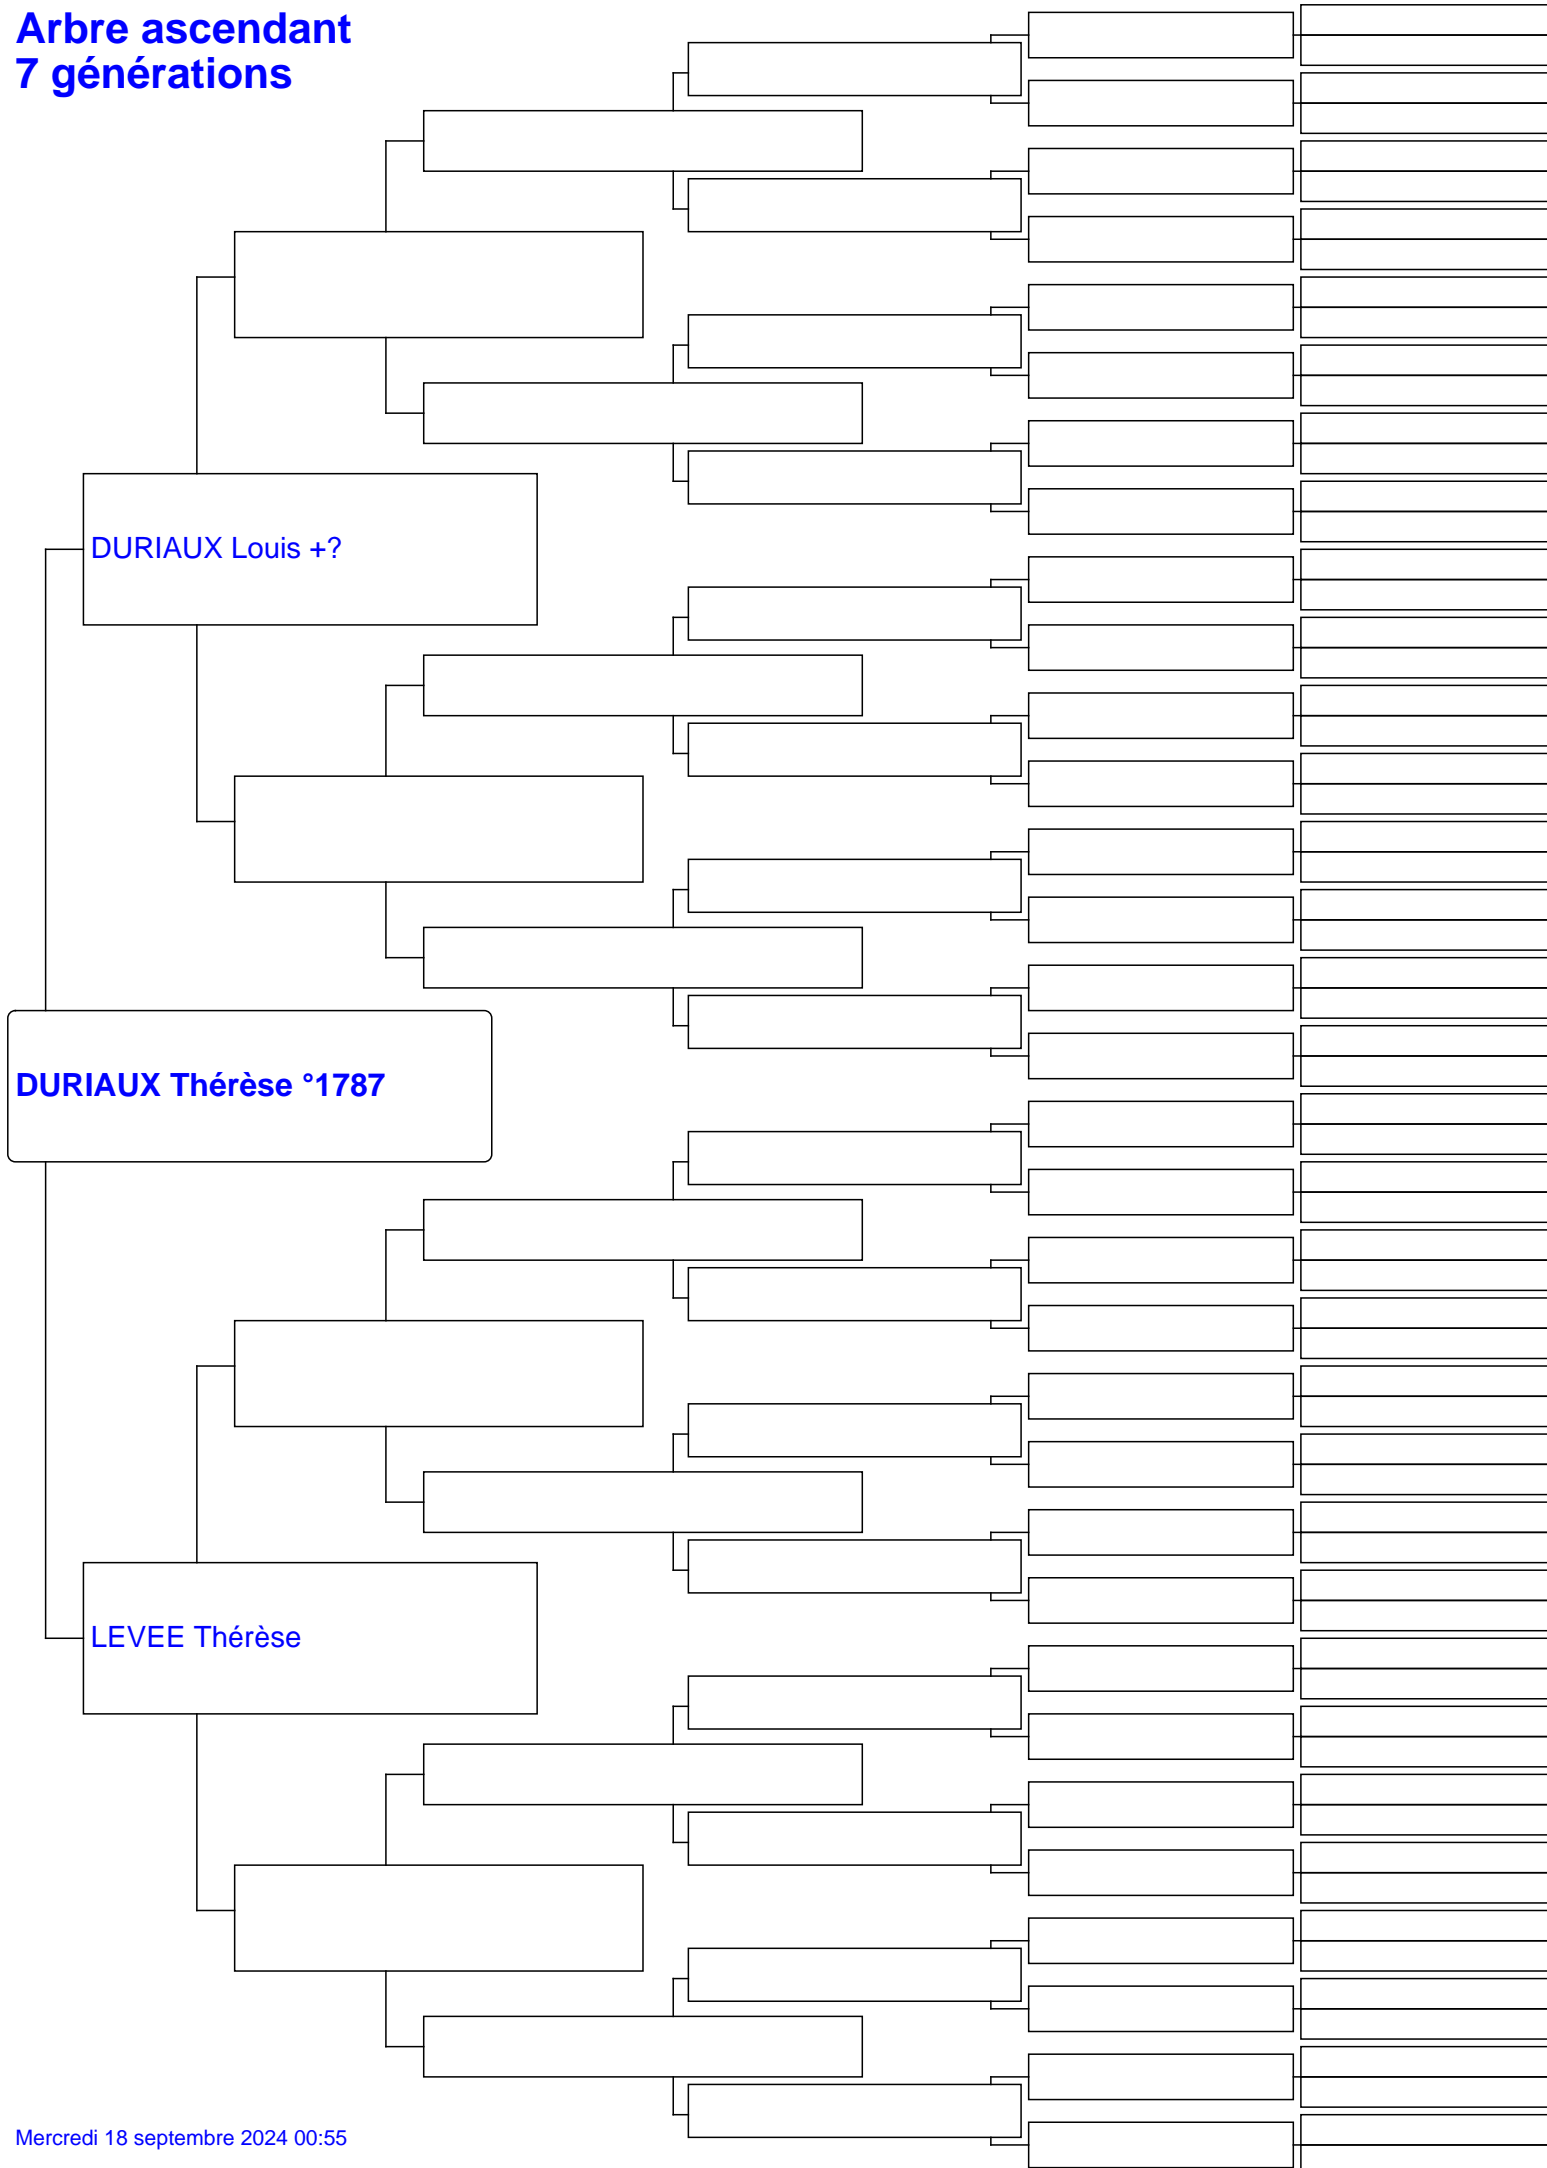 Arbre ascendant
7 générations
DURIAUX Louis +?
DURIAUX Thérèse °1787
LEVEE Thérèse
Mercredi 18 septembre 2024 00:55